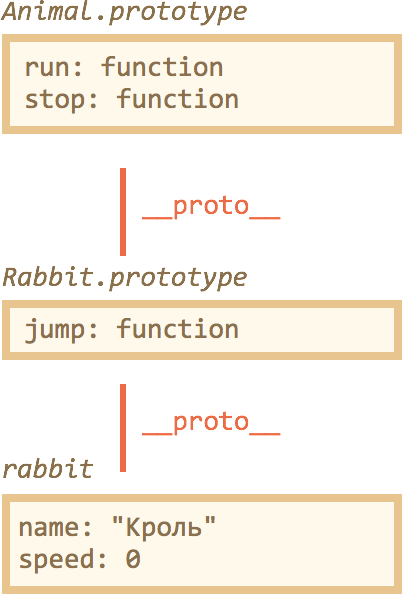 Animal.prototype
run: function
stop: function
__proto__
Rabbit.prototype
jump: function
__proto__
rabbit
name: "Кроль"
speed: 0